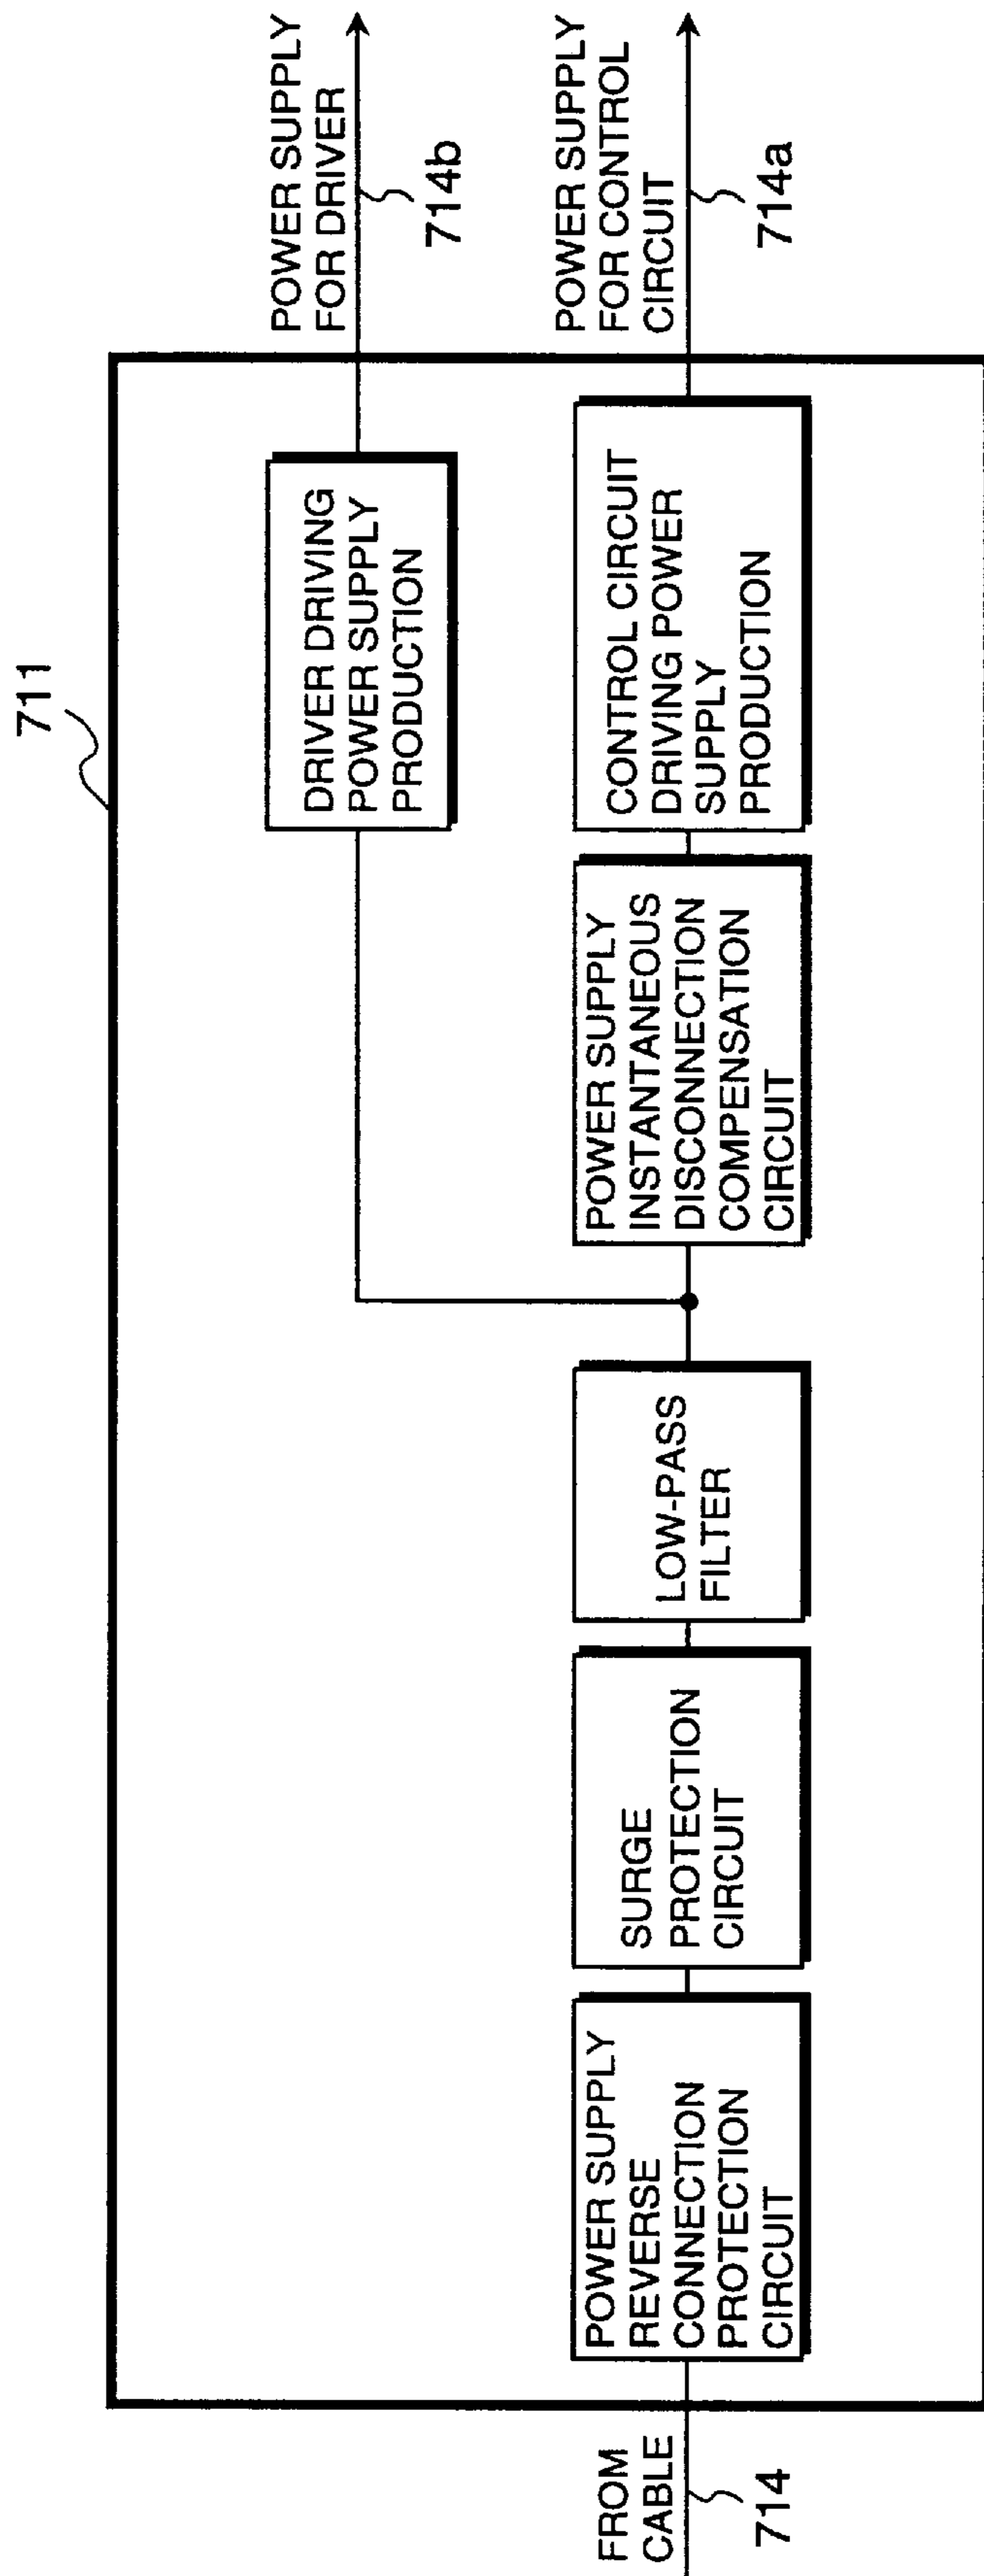 711
FROM
CABLE
714
POWER SUPPLY
REVERSE
CONNECTION
PROTECTION
CIRCUIT
SURGE
PROTECTION
CIRCUIT
LOW-PASS
FILTER
POWER SUPPLY
INSTANTANEOUS
DISCONNECTION
COMPENSATION
CIRCUIT
DRIVER DRIVING
POWER SUPPLY
PRODUCTION
CONTROL CIRCUIT
DRIVING POWER
SUPPLY
PRODUCTION
POWER SUPPLY
FOR DRIVER
714b
POWER SUPPLY
FOR CONTROL
CIRCUIT
714a